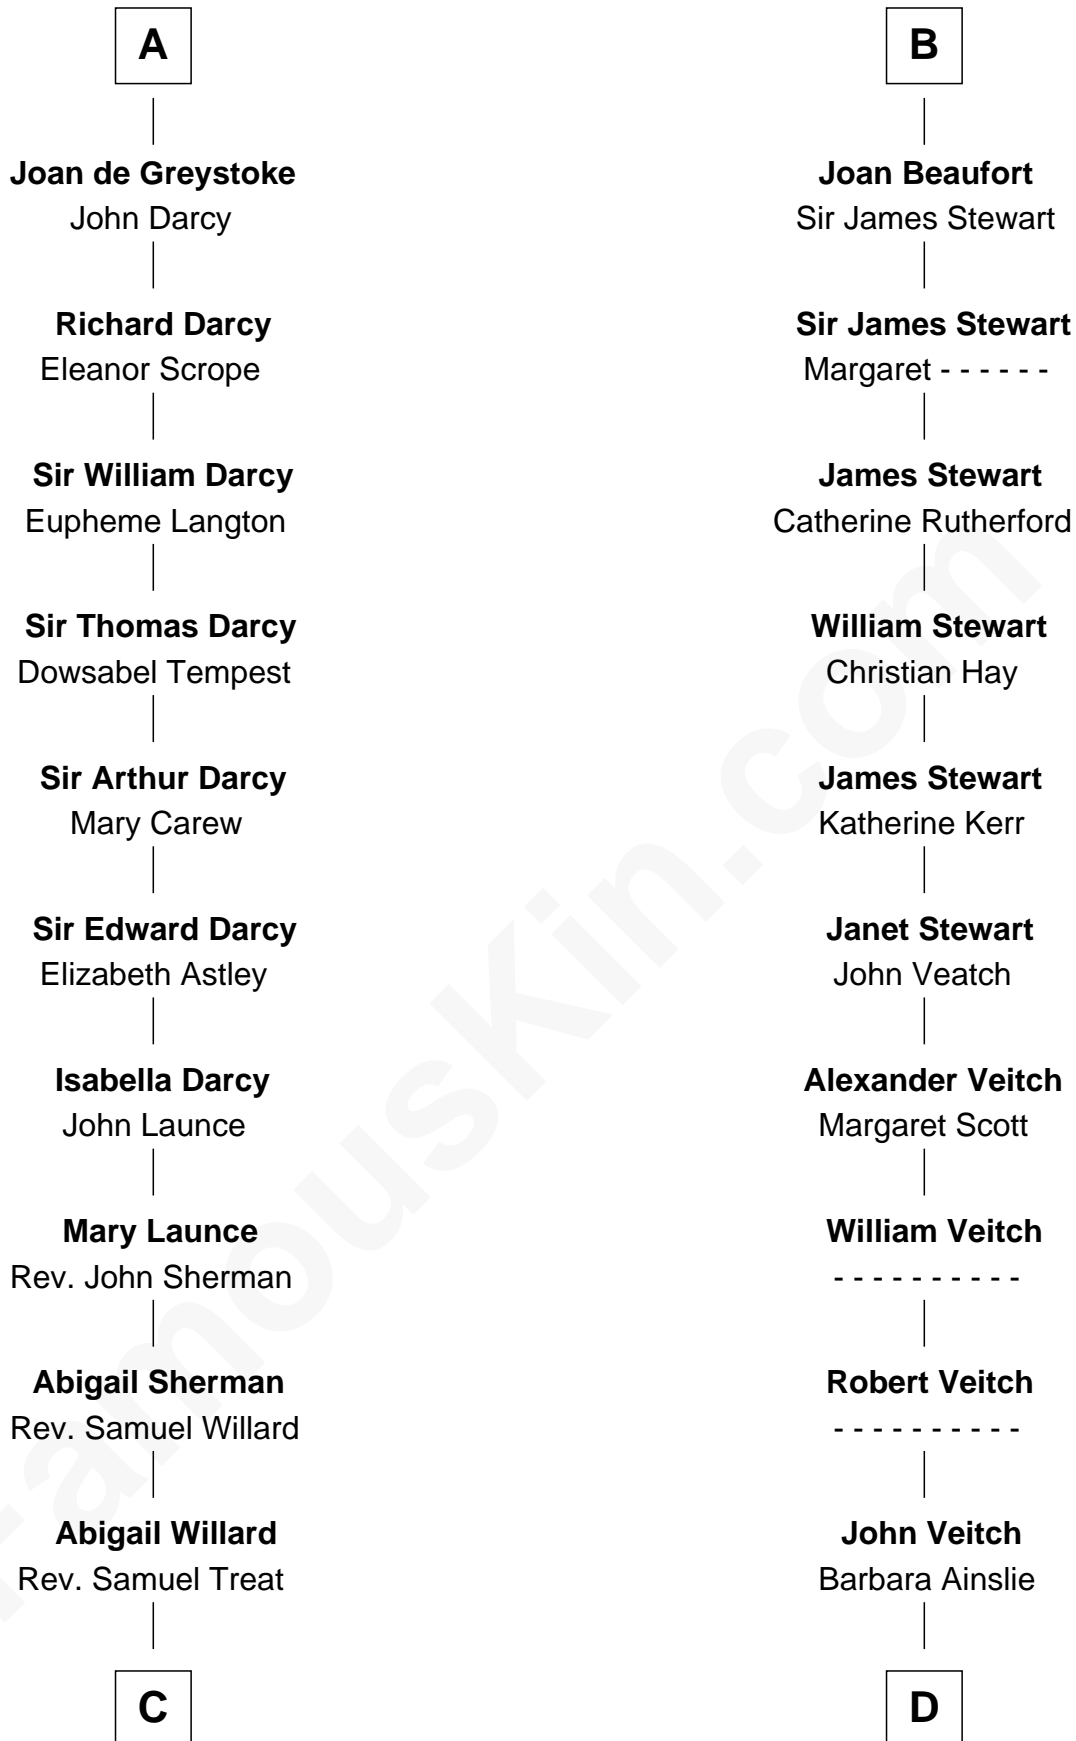 A
Joan de Greystoke
John Darcy
Richard Darcy
Eleanor Scrope
Sir William Darcy
Eupheme Langton
Sir Thomas Darcy
Dowsabel Tempest
Sir Arthur Darcy
Mary Carew
Sir Edward Darcy
Elizabeth Astley
Isabella Darcy
John Launce
Mary Launce
Rev. John Sherman
Abigail Sherman
Rev. Samuel Willard
Abigail Willard
Rev. Samuel Treat
C
B
Joan Beaufort
Sir James Stewart
Sir James Stewart
Margaret - - - - - -
James Stewart
Catherine Rutherford
William Stewart
Christian Hay
James Stewart
Katherine Kerr
Janet Stewart
John Veatch
Alexander Veitch
Margaret Scott
William Veitch
- - - - - - - - - -
Robert Veitch
- - - - - - - - - -
John Veitch
Barbara Ainslie
D
FamousKin.com